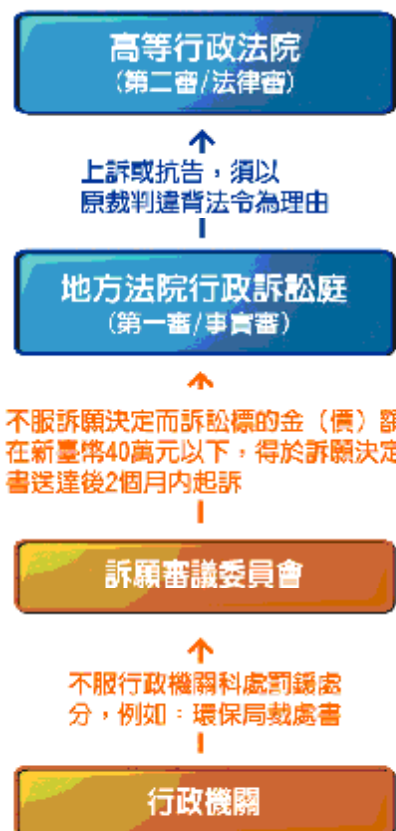 高等行政法院
(第二審/法律審)
上訴或抗告，須以
原裁判違背法令為理由
地方法院行政訴訟庭
(第一審/事實審)
不服訴願決定而訴訟標的金（價）額
在新臺幣40萬元以下，得於訴願決定
書送達後2個月内起訴
訴願審議委員會
不服行政機關科處罰鍰處
分，例如：環保局裁處書
行政機關